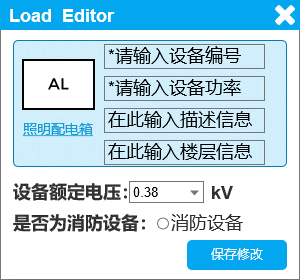 Load Editor
*请输入设备编号
AL
*请输入设备功率
照明配电箱
在此输入描述信息
在此输入楼层信息
设备额定电压: 0.38 kV
是否为消防设备: 消防设备
保存修改